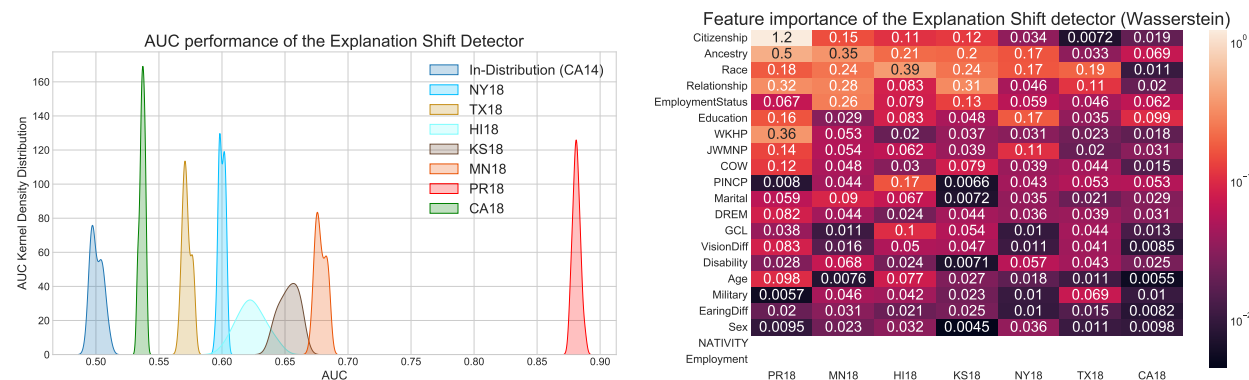 AUC performance of the Explanation Shift Detector
AUC Kernel Density Distribution
160
140
120
100
80
60
40
20
0
0.50 0.55 0.60 0.65 0.70 0.75 0.80 0.85 0.90
AUC
In-Distribution (CA14)
NY18
TX18
HI18
KS18
MN18
PR18
CA18
Feature importance of the Explanation Shift detector (Wasserstein)
Citizenship 1.2 0.15 0.11 0.12 0.034 0.0072 0.019
Ancestry 0.5 0.35 0.21 0.2 0.17 0.033 0.069
Race 0.18 0.24 0.39 0.24 0.17 0.19 0.011
Relationship 0.32 0.28 0.083 0.31 0.046 0.11 0.02
EmploymentStatus 0.067 0.26 0.079 0.13 0.059 0.046 0.062
Education 0.16 0.029 0.083 0.048 0.17 0.035 0.099
WKHP 0.36 0.053 0.02 0.037 0.031 0.023 0.018
JWMNP 0.14 0.054 0.062 0.039 0.11 0.02 0.031
COW 0.12 0.048 0.03 0.079 0.039 0.044 0.015
PINCP 0.008 0.044 0.17 0.0066 0.043 0.053 0.053
Marital 0.059 0.09 0.067 0.0072 0.035 0.021 0.029
DREM 0.082 0.044 0.024 0.044 0.036 0.039 0.031
GCL 0.038 0.011 0.1 0.054 0.01 0.044 0.013
VisionDiff 0.083 0.016 0.05 0.047 0.011 0.041 0.0085
Disability 0.028 0.068 0.024 0.0071 0.057 0.043 0.025
Age 0.098 0.0076 0.077 0.027 0.018 0.011 0.0055
Military 0.0057 0.046 0.042 0.023 0.01 0.069 0.01
EaringDiff 0.02 0.031 0.021 0.025 0.01 0.015 0.0082
Sex 0.0095 0.023 0.032 0.0045 0.036 0.011 0.0098
NATIVITY
Employment
PR18 MN18 HI18 KS18 NY18 TX18 CA18
10⁰
10⁻
10⁻²